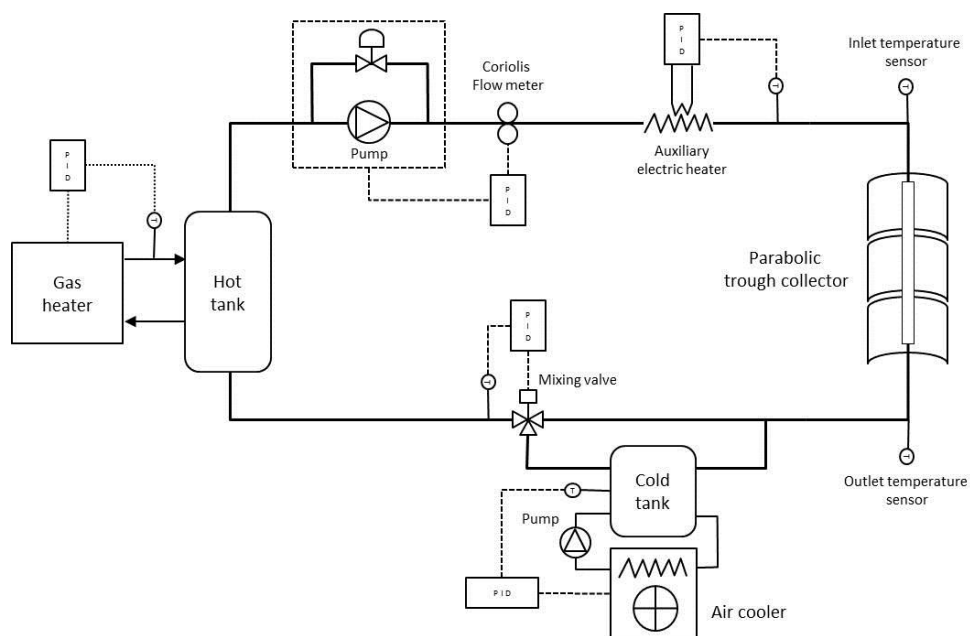 P I D
Coriolis
Flow meter
Inlet temperature
sensor
T
T
Pump
Auxiliary
electric heater
P I D
P I D
T
Gas
heater
Hot
tank
Parabolic
trough collector
P I D
Mixing valve
T
Cold
tank
T
T
Outlet temperature
sensor
Pump
P I D
Air cooler